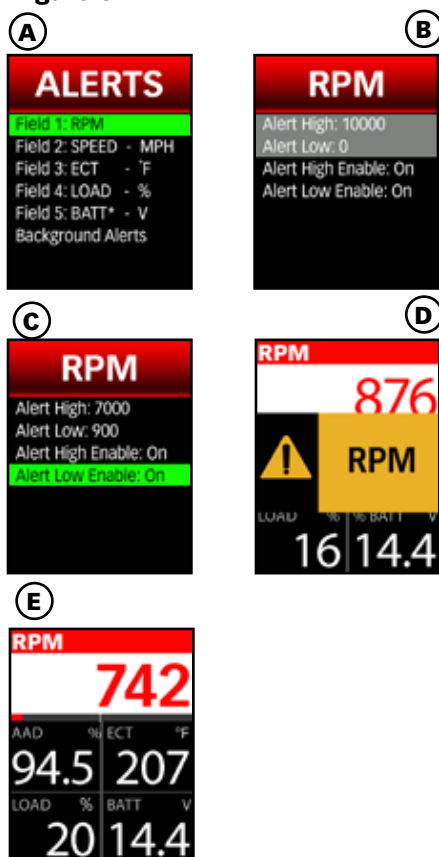 A
B
ALERTS
Field 1: RPM
Field 2: SPEED - MPH
Field 3: ECT - °F
Field 4: LOAD - %
Field 5: BATT* - V
Background Alerts
RPM
Alert High: 10000
Alert Low: 0
Alert High Enable: On
Alert Low Enable: On
C
D
RPM
Alert High: 7000
Alert Low: 900
Alert High Enable: On
Alert Low Enable: On
RPM
876
RPM
LOAD % % BATT V
16 14.4
E
RPM
742
AAD % ECT °F
94.5 207
LOAD % BATT V
20 14.4